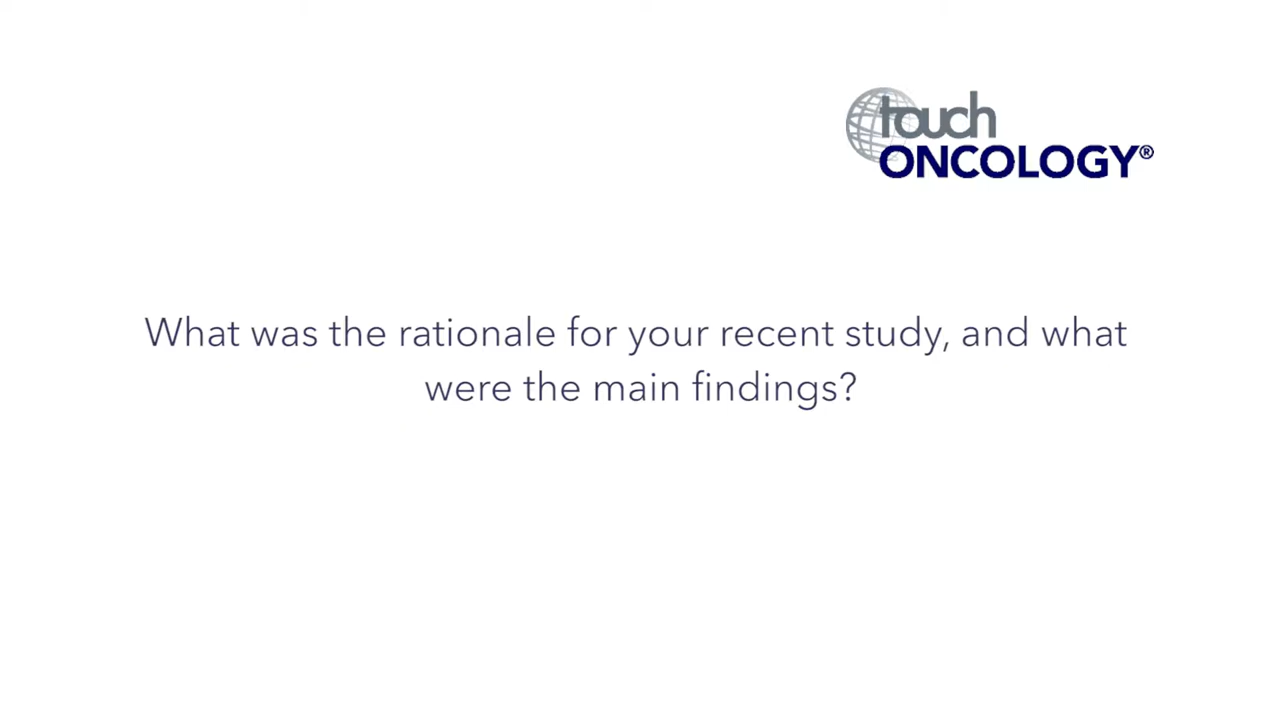 touch
ONCOLOGY®
What was the rationale for your recent study, and what
were the main findings?